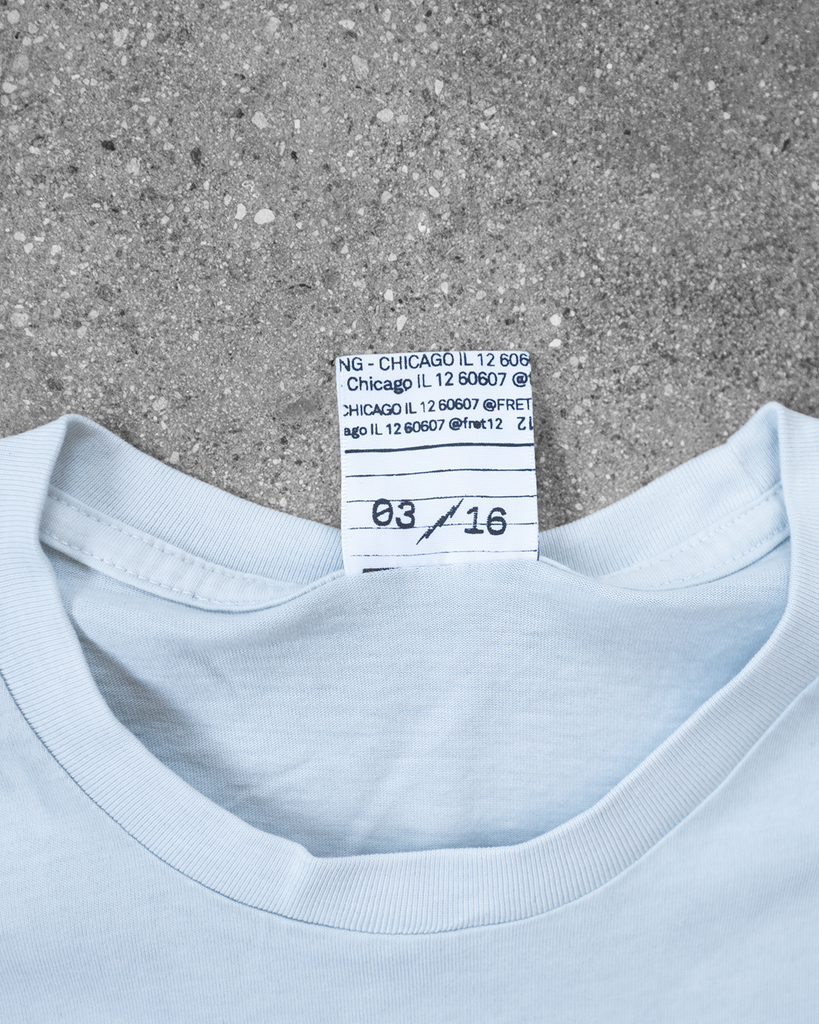 NG - CHICAGO IL 12 606
Chicago IL 12 60607 @
CHICAGO IL 12 60607 @FRET
ago IL 12 60607 @fret12 12
03 / 16